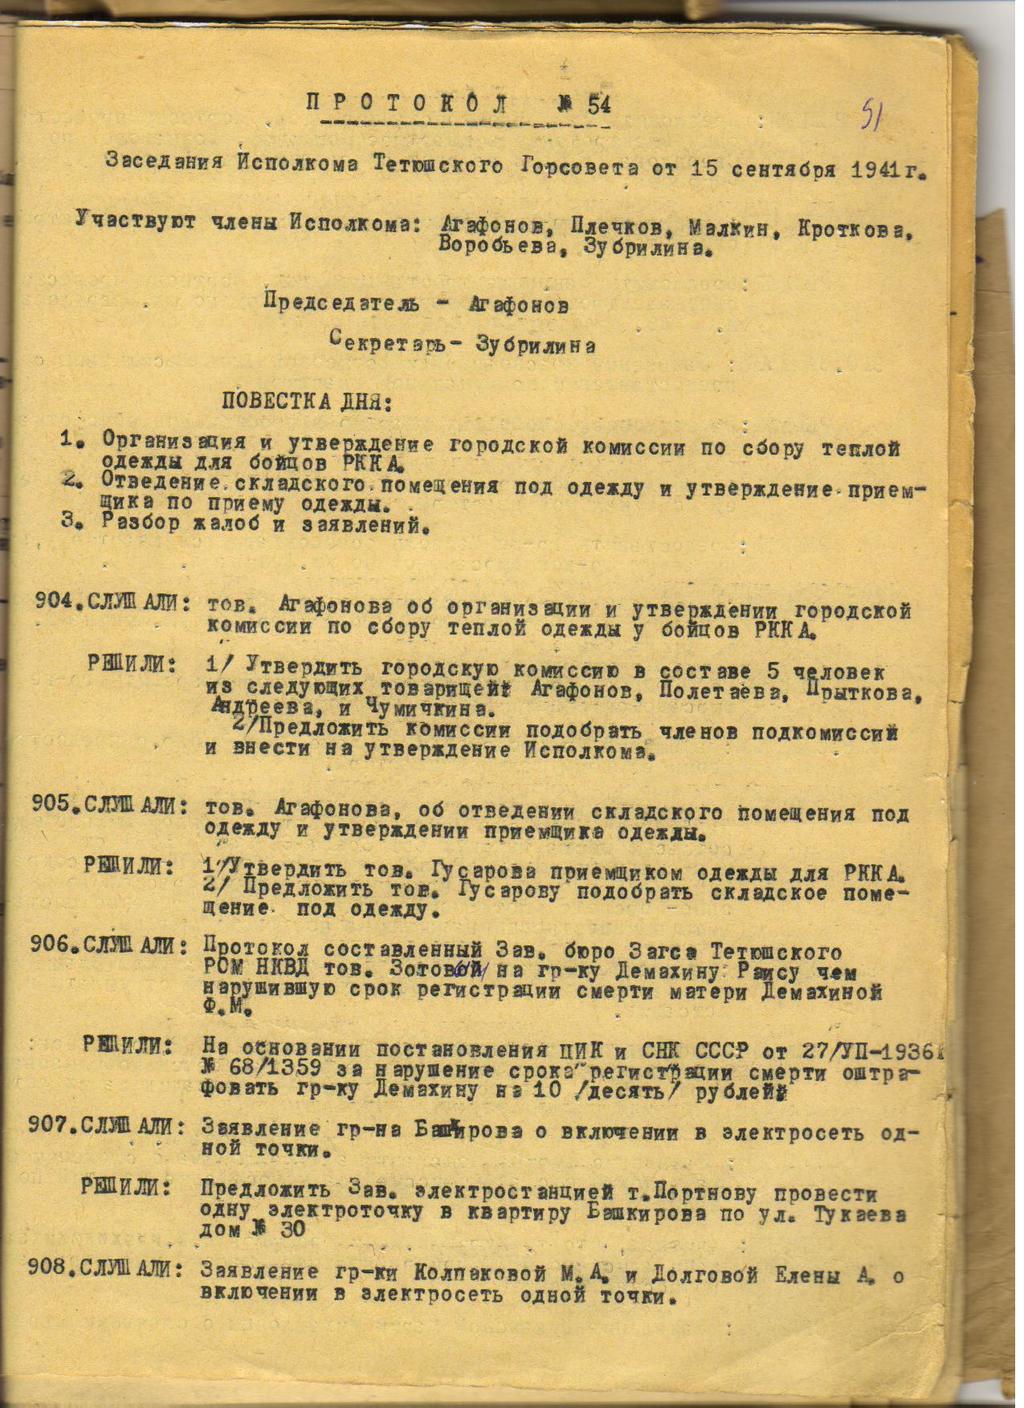 ПРОТОКОЛ № 54
51
Заседания Исполкома Тетюшского Горсовета от 15 сентября 1941г.
Участвуют члены Исполкома: Агафонов, Плечков, Малкин, Кроткова,
Воробьева, Зубрилина.
Председатель - Агафонов
Секретарь- Зубрилина
ПОВЕСТКА ДНЯ:
1. Организация и утверждение городской комиссии по сбору теплой
одежды для бойцов РККА.
2. Отведение складского помещения под одежду и утверждение прием-
щика по приему одежды.
3. Разбор жалоб и заявлений.
904.СЛУШАЛИ: тов. Агафонова об организации и утверждении городской
комиссии по сбору теплой одежды у бойцов РККА.
РЕШИЛИ: 1/ Утвердить городскую комиссию в составе 5 человек
из следующих товарищей: Агафонов, Полетаева, Прыткова,
Андреева, и Чумичкина.
2/Предложить комиссии подобрать членов подкомиссий
и внести на утверждение Исполкома.
905.СЛУШАЛИ: тов. Агафонова, об отведении складского помещения под
одежду и утверждении приемщика одежды.
РЕШИЛИ: 1/Утвердить тов. Гусарова приемщиком одежды для РККА.
2/ Предложить тов. Гусарову подобрать складское поме-
щение под одежду.
906.СЛУШАЛИ: Протокол составленный Зав. бюро Загса Тетюшского
РОМ НКВД тов. Зотовой на гр-ку Демахину Раису чем
нарушившую срок регистрации смерти матери Демахиной
Ф.М.
РЕШИЛИ: На основании постановления ЦИК и СНК СССР от 27/УП-1936г
№ 68/1359 за нарушение срока регистрации смерти оштра-
фовать гр-ку Демахину на 10 /десять/ рублей
907.СЛУШАЛИ: Заявление гр-на Башкирова о включении в электросеть од-
ной точки.
РЕШИЛИ: Предложить Зав. электростанцией т.Портнову провести
одну электроточку в квартиру Башкирова по ул. Тукаева
дом № 30
908.СЛУШАЛИ: Заявление гр-ки Колпаковой М.А. и Долговой Елены А. о
включении в электросеть одной точки.